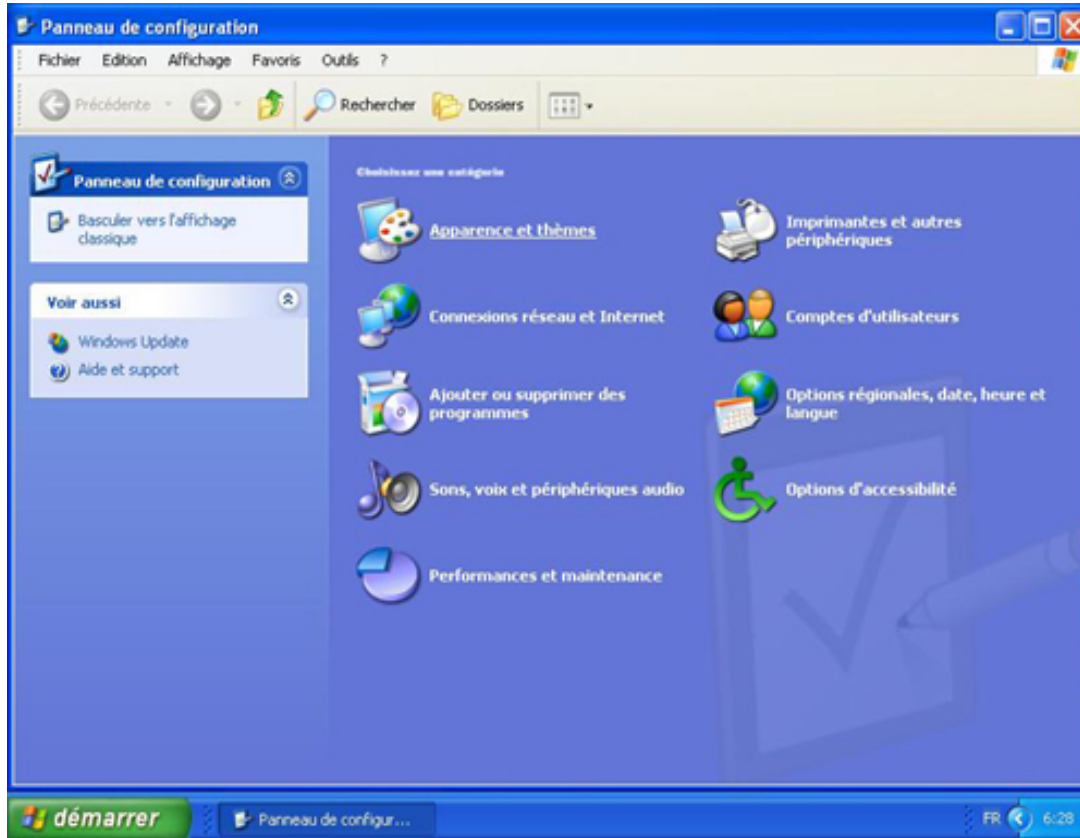 Panneau de configuration
Fichier Edition Affichage Favoris Outils ?
Précédente Rechercher Dossiers
Panneau de configuration
Basculer vers l'affichage
classique
Voir aussi
Windows Update
Aide et support
Choisissez une catégorie
Apparence et thèmes
Imprimantes et autres
périphériques
Connexions réseau et Internet
Comptes d'utilisateurs
Ajouter ou supprimer des
programmes
Options régionales, date, heure et
langue
Sons, voix et périphériques audio
Options d'accessibilité
Performances et maintenance
démarrer
Panneau de configur...
FR
6:28